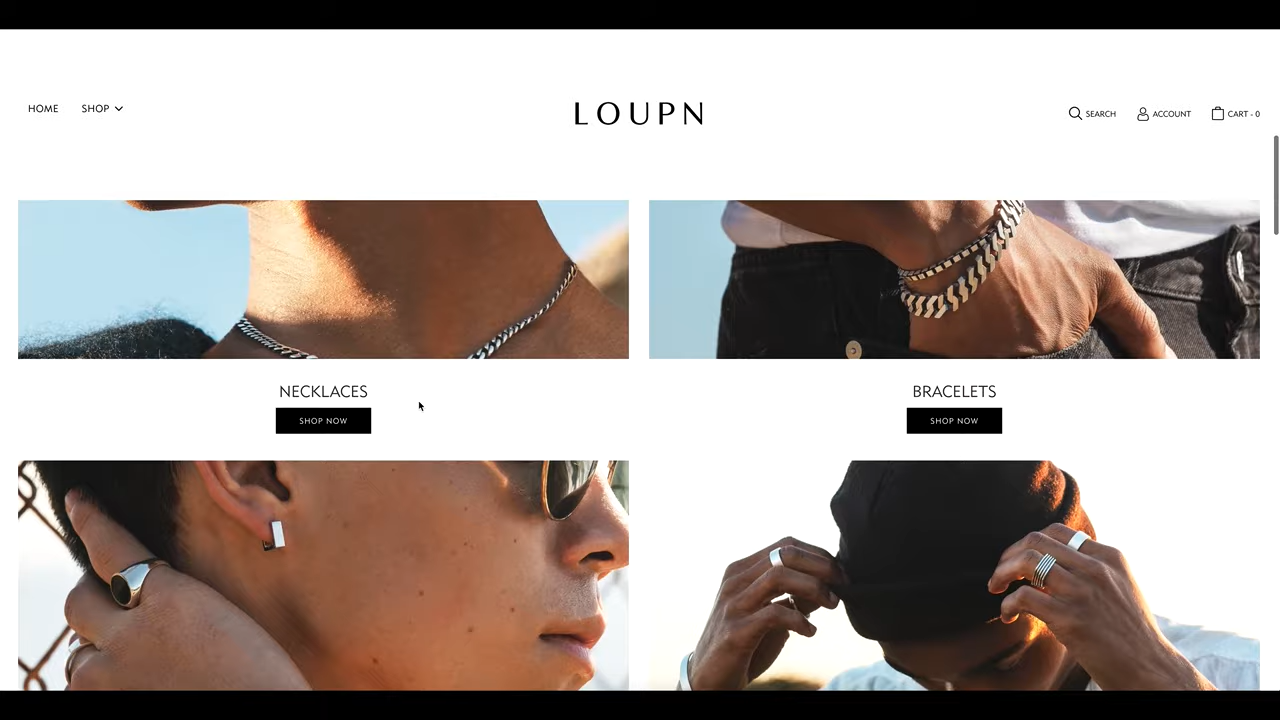 HOME
SHOP
LOUPN
SEARCH
ACCOUNT
CART - 0
NECKLACES
SHOP NOW
BRACELETS
SHOP NOW